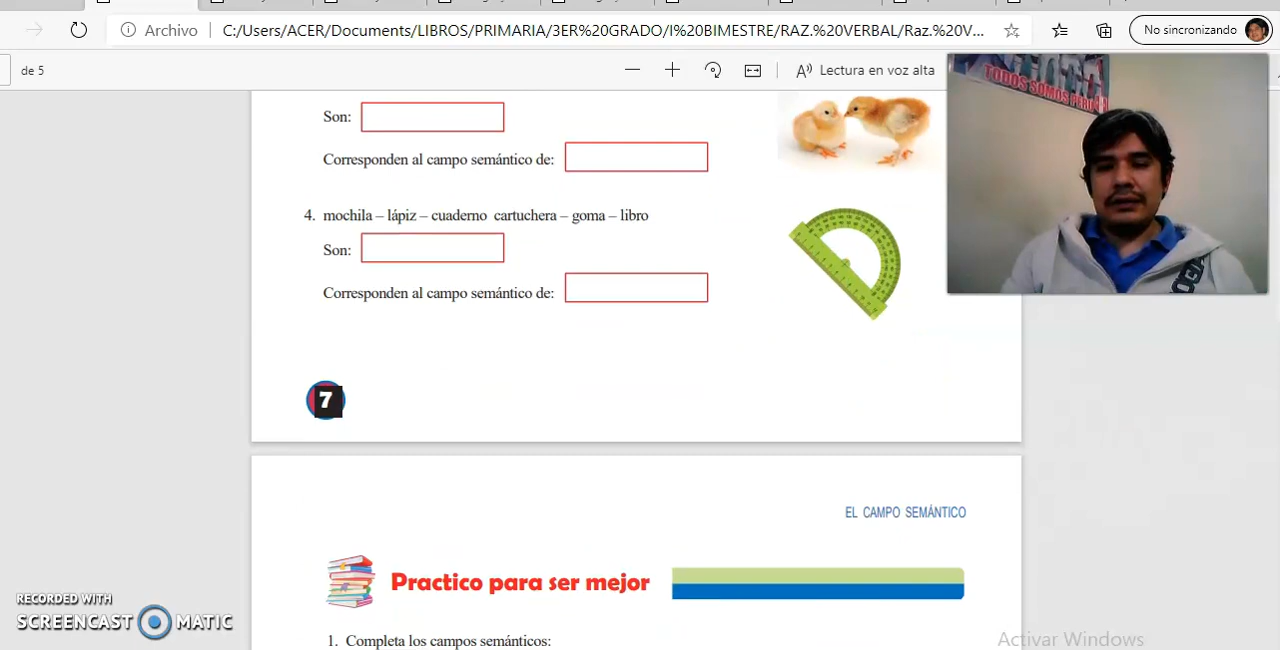 Archivo
C:/Users/ACER/Documents/LIBROS/PRIMARIA/3ER%20GRADO/I%20BIMESTRE/RAZ.%20VERBAL/Raz.%20V...
No sincronizando
de 5
Lectura en voz alta
TODOS SOMOS PERÚ
Son:
Corresponden al campo semántico de:
4. mochila – lápiz – cuaderno cartuchera – goma – libro
Son:
Corresponden al campo semántico de:
7
EL CAMPO SEMÁNTICO
Practico para ser mejor
1. Completa los campos semánticos:
RECORDED WITH
SCREENCAST MATIC
Activar Windows